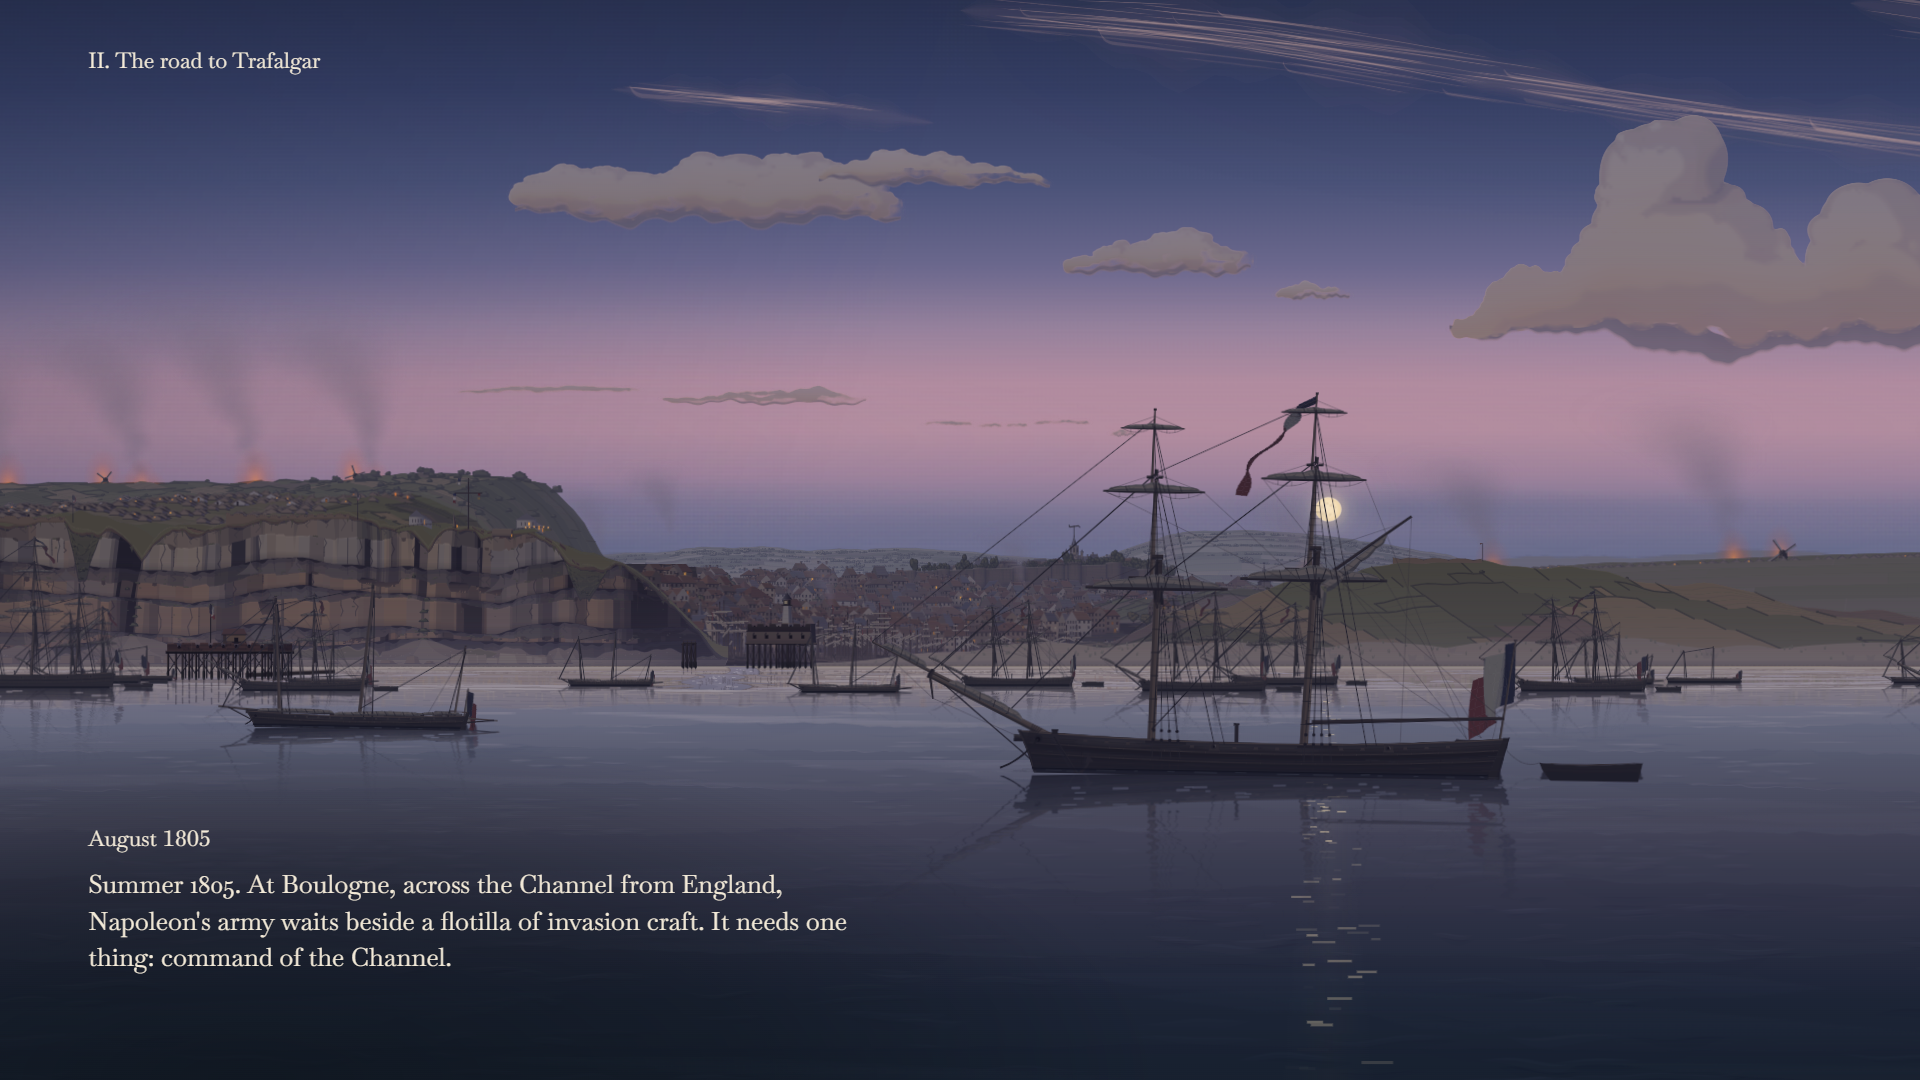 II. The road to Trafalgar
August 1805
Summer 1805. At Boulogne, across the Channel from England,
Napoleon's army waits beside a flotilla of invasion craft. It needs one
thing: command of the Channel.